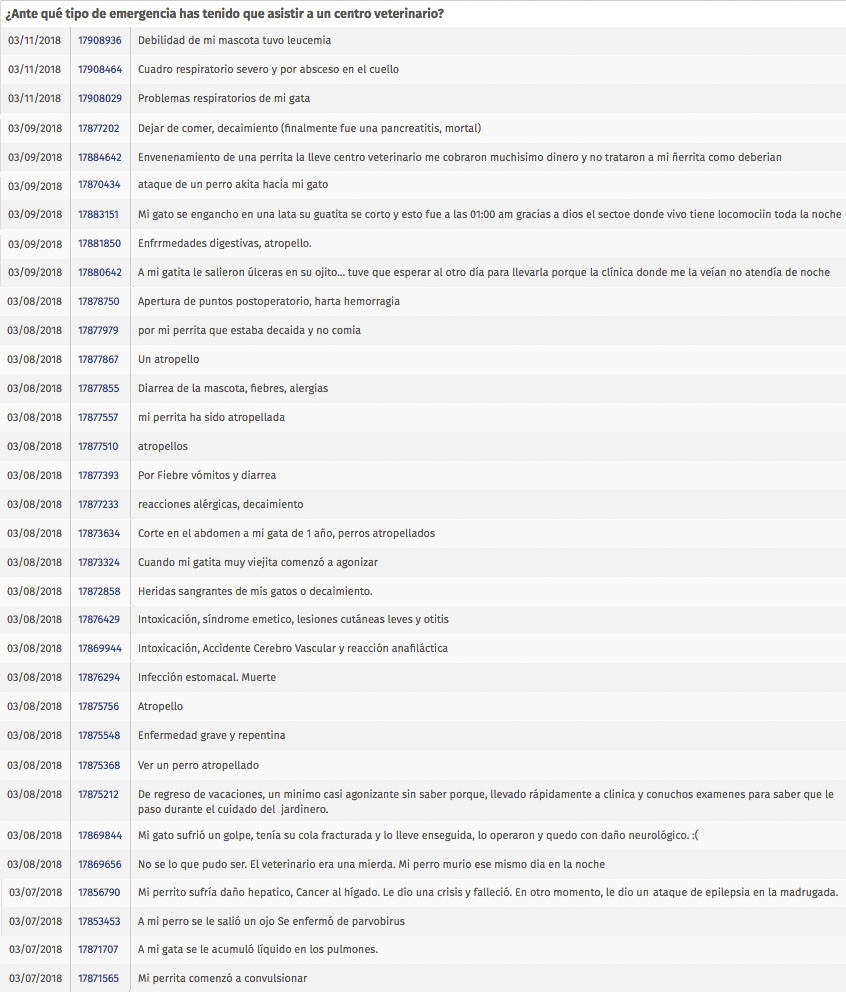 ¿Ante qué tipo de emergencia has tenido que asistir a un centro veterinario?
03/11/2018 17908936 Debilidad de mi mascota tuvo leucemia
03/11/2018 17908464 Cuadro respiratorio severo y por absceso en el cuello
03/11/2018 17908029 Problemas respiratorios de mi gata
03/09/2018 17877202 Dejar de comer, decaimiento (finalmente fue una pancreatitis, mortal)
03/09/2018 17884642 Envenenamiento de una perrita la lleve centro veterinario me cobraron muchisimo dinero y no trataron a mi ñerrita como deberian
03/09/2018 17870434 ataque de un perro akita hacia mi gato
03/09/2018 17883151 Mi gato se engancho en una lata su guatita se corto y esto fue a las 01:00 am gracias a dios el sectoe donde vivo tiene locomociin toda la noche
03/09/2018 17881850 Enfrrmedades digestivas, atropello.
03/09/2018 17880642 A mi gatita le salieron úlceras en su ojito... tuve que esperar al otro día para llevarla porque la clínica donde me la veían no atendía de noche
03/08/2018 17878750 Apertura de puntos postoperatorio, harta hemorragia
03/08/2018 17877979 por mi perrita que estaba decaida y no comia
03/08/2018 17877867 Un atropello
03/08/2018 17877855 Diarrea de la mascota, fiebres, alergias
03/08/2018 17877557 mi perrita ha sido atropellada
03/08/2018 17877510 atropellos
03/08/2018 17877393 Por Fiebre vómitos y diarrea
03/08/2018 17877233 reacciones alérgicas, decaimiento
03/08/2018 17873634 Corte en el abdomen a mi gata de 1 año, perros atropellados
03/08/2018 17873324 Cuando mi gatita muy viejita comenzó a agonizar
03/08/2018 17872858 Heridas sangrantes de mis gatos o decaimiento.
03/08/2018 17876429 Intoxicación, síndrome emetico, lesiones cutáneas leves y otitis
03/08/2018 17869944 Intoxicación, Accidente Cerebro Vascular y reacción anafiláctica
03/08/2018 17876294 Infección estomacal. Muerte
03/08/2018 17875756 Atropello
03/08/2018 17875548 Enfermedad grave y repentina
03/08/2018 17875368 Ver un perro atropellado
03/08/2018 17875212 De regreso de vacaciones, un minimo casi agonizante sin saber porque, llevado rápidamente a clinica y conuchos examenes para saber que le
paso durante el cuidado del jardinero.
03/08/2018 17869844 Mi gato sufrió un golpe, tenía su cola fracturada y lo lleve enseguida, lo operaron y quedo con daño neurológico. :(
03/08/2018 17869656 No se lo que pudo ser. El veterinario era una mierda. Mi perro murio ese mismo dia en la noche
03/07/2018 17856790 Mi perrito sufría daño hepatico, Cancer al hígado. Le dio una crisis y falleció. En otro momento, le dio un ataque de epilepsia en la madrugada.
03/07/2018 17853453 A mi perro se le salió un ojo Se enfermó de parvobirus
03/07/2018 17871707 A mi gata se le acumuló líquido en los pulmones.
03/07/2018 17871565 Mi perrita comenzó a convulsionar